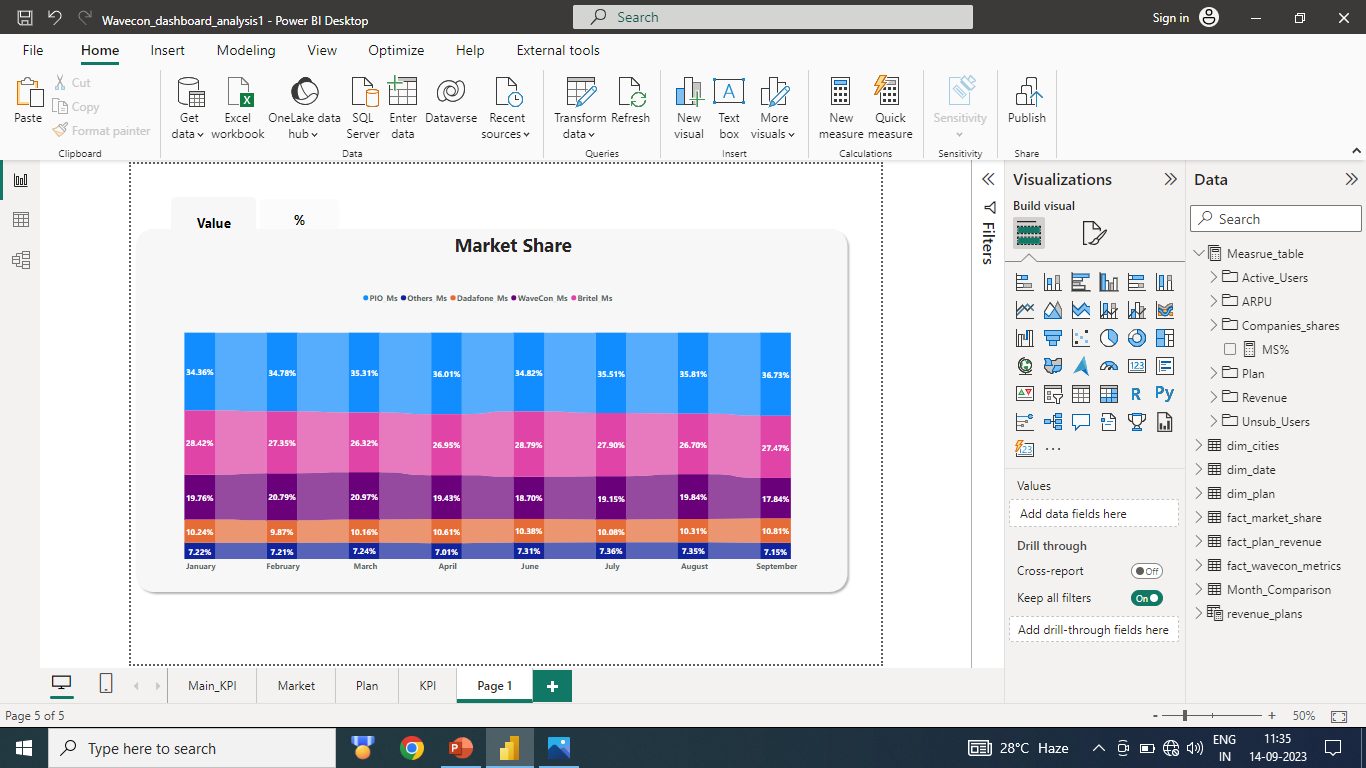 Wavecon_dashboard_analysis1 - Power BI Desktop
Search
Sign in
File Home Insert Modeling View Optimize Help External tools
Paste
Cut
Copy
Format painter
Clipboard
Get data
Excel workbook
OneLake data hub
SQL Server
Enter data
Dataverse
Recent sources
Data
Transform data
Refresh
Queries
New visual
A
Text box
More visuals
Insert
New measure
Quick measure
Calculations
Sensitivity
Sensitivity
Publish
Share
Value
%
Market Share
PIO Ms Others Ms Dadafone Ms WaveCon Ms Britel Ms
34.36% 34.78% 35.31% 36.01% 34.82% 35.51% 35.81% 36.73%
28.42% 27.35% 26.32% 26.95% 28.79% 27.90% 26.70% 27.47%
19.76% 20.79% 20.97% 19.43% 18.70% 19.15% 19.84% 17.84%
10.24% 9.87% 10.16% 10.61% 10.38% 10.08% 10.31% 10.81%
7.22% 7.21% 7.24% 7.01% 7.31% 7.36% 7.35% 7.15%
January February March April June July August September
Filters
Visualizations
Build visual
123
R
Py
123
Values
Add data fields here
Drill through
Cross-report
Off
Keep all filters
On
Add drill-through fields here
Data
Search
Measrue_table
Active_Users
ARPU
Companies_shares
MS%
Plan
Revenue
Unsub_Users
dim_cities
dim_date
dim_plan
fact_market_share
fact_plan_revenue
fact_wavecon_metrics
Month_Comparison
revenue_plans
Main_KPI Market Plan KPI Page 1
Page 5 of 5
- + 50%
Type here to search
28°C Haze
ENG
IN
11:35
14-09-2023